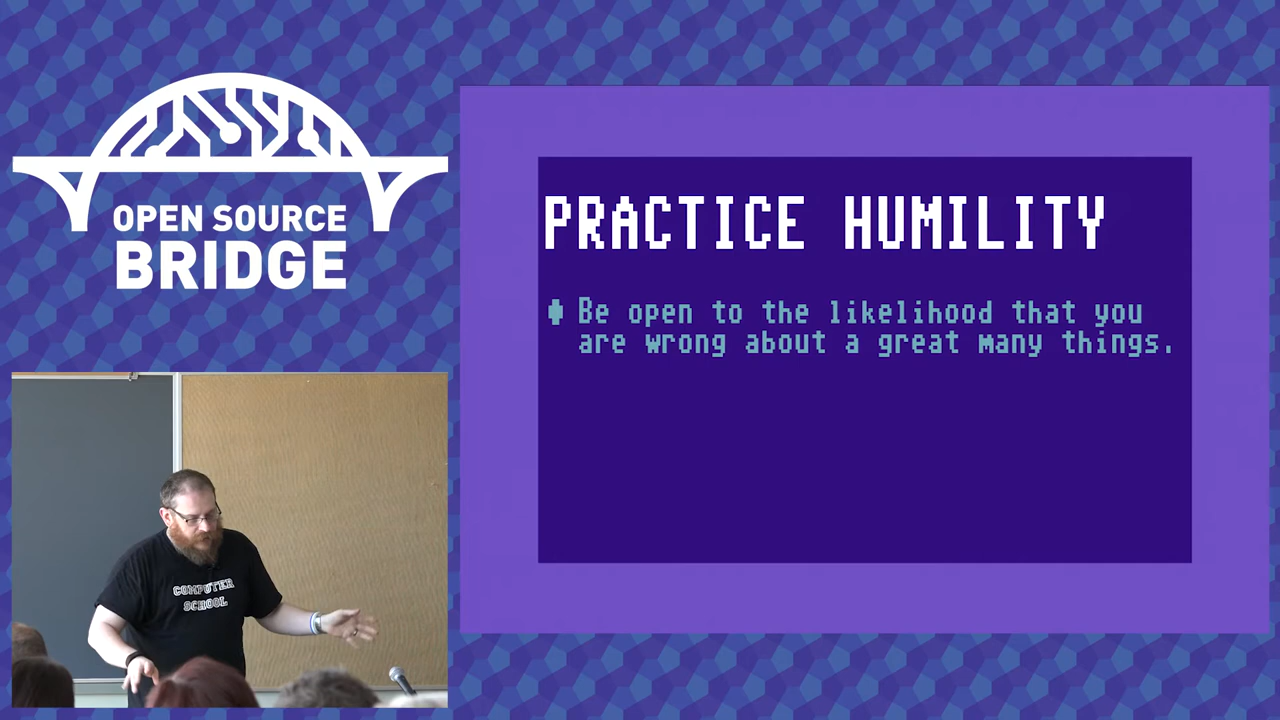 OPEN SOURCE
BRIDGE
PRACTICE HUMILITY
Be open to the likelihood that you
are wrong about a great many things.
COMPUTER
SCHOOL